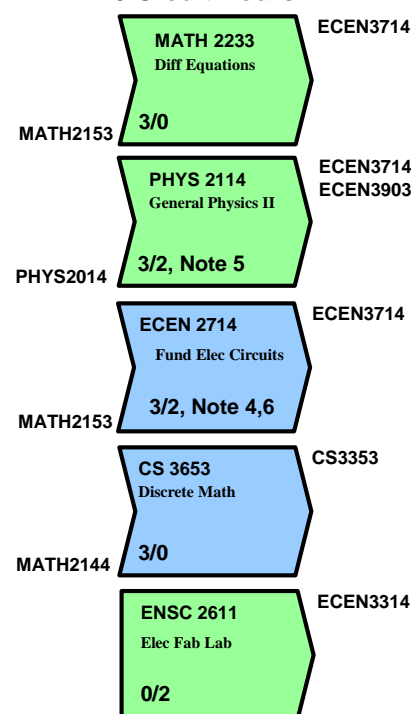 ECEN3714
MATH 2233
Diff Equations
3/0
MATH2153
ECEN3714
ECEN3903
PHYS 2114
General Physics II
3/2, Note 5
PHYS2014
ECEN3714
ECEN 2714
Fund Elec Circuits
3/2, Note 4,6
MATH2153
CS3353
CS 3653
Discrete Math
3/0
MATH2144
ECEN3314
ENSC 2611
Elec Fab Lab
0/2